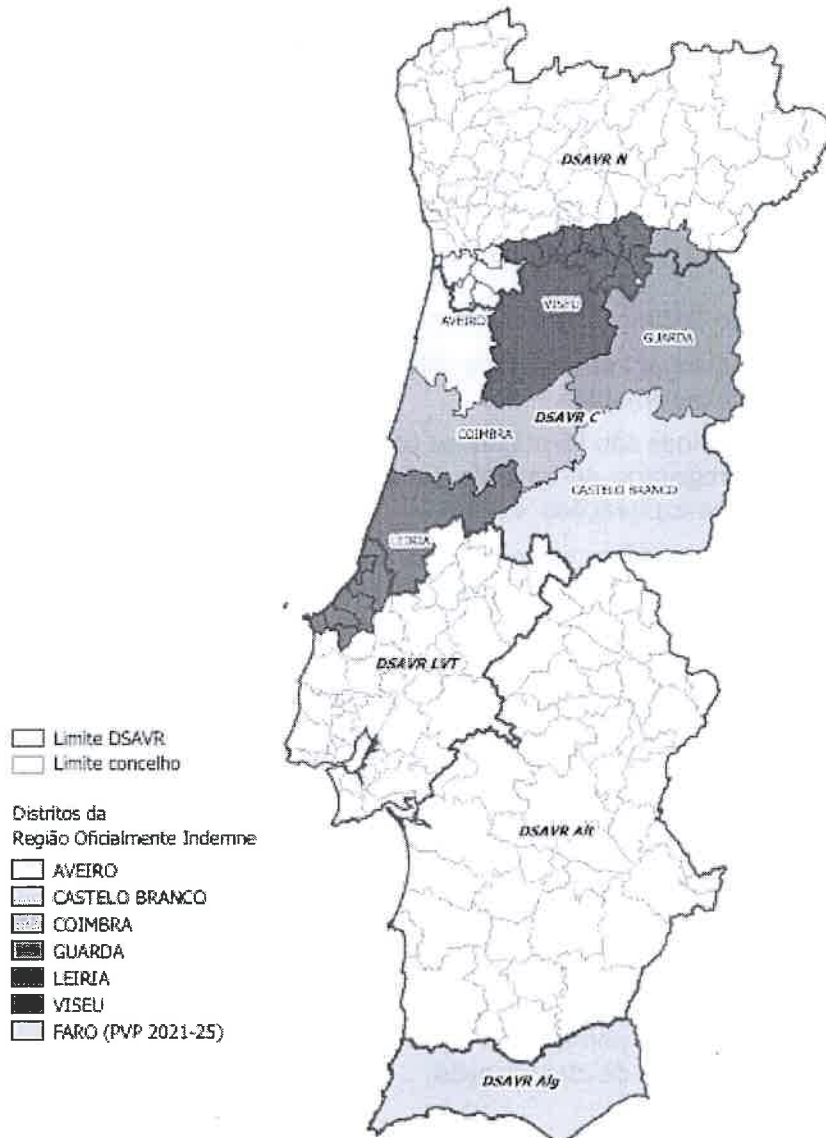 DSAVR N
VISEU
AVEIRO
GUARDA
DSAVR C
COIMBRA
CASTELO BRANCO
LEIRIA
DSAVR LVT
Limite DSAVR
Limite concelho
Distritos da
Região Oficialmente Indemne
DSAVR Alt
AVEIRO
CASTELO BRANCO
COIMBRA
GUARDA
LEIRIA
VISEU
FARO (PVP 2021-25)
DSAVR Alg